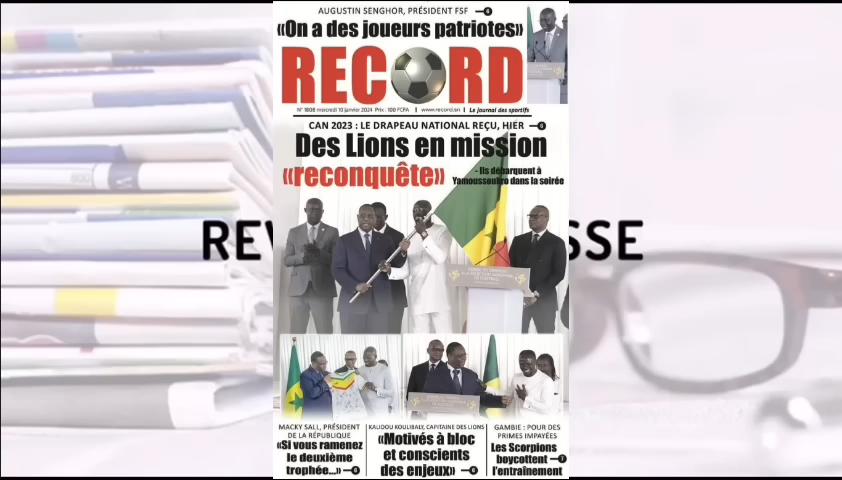 AUGUSTIN SENGHOR, PRÉSIDENT FSF
«On a des joueurs patriotes»
RECORD
N° 1808 mercredi 10 janvier 2024 Prix : 100 FCFA | www.record.sn | Le journal des sportifs
CAN 2023 : LE DRAPEAU NATIONAL REÇU, HIER
Des Lions en mission
«reconquête»
- Ils débarquent à
Yamoussoukro dans la soirée
REV
SSE
MACKY SALL, PRÉSIDENT
DE LA RÉPUBLIQUE
«Si vous ramenez
le deuxième
trophée...»
KALIDOU KOULIBALY, CAPITAINE DES LIONS
«Motivés à bloc
et conscients
des enjeux»
GAMBIE : POUR DES
PRIMES IMPAYÉES
Les Scorpions
boycottent
l'entraînement